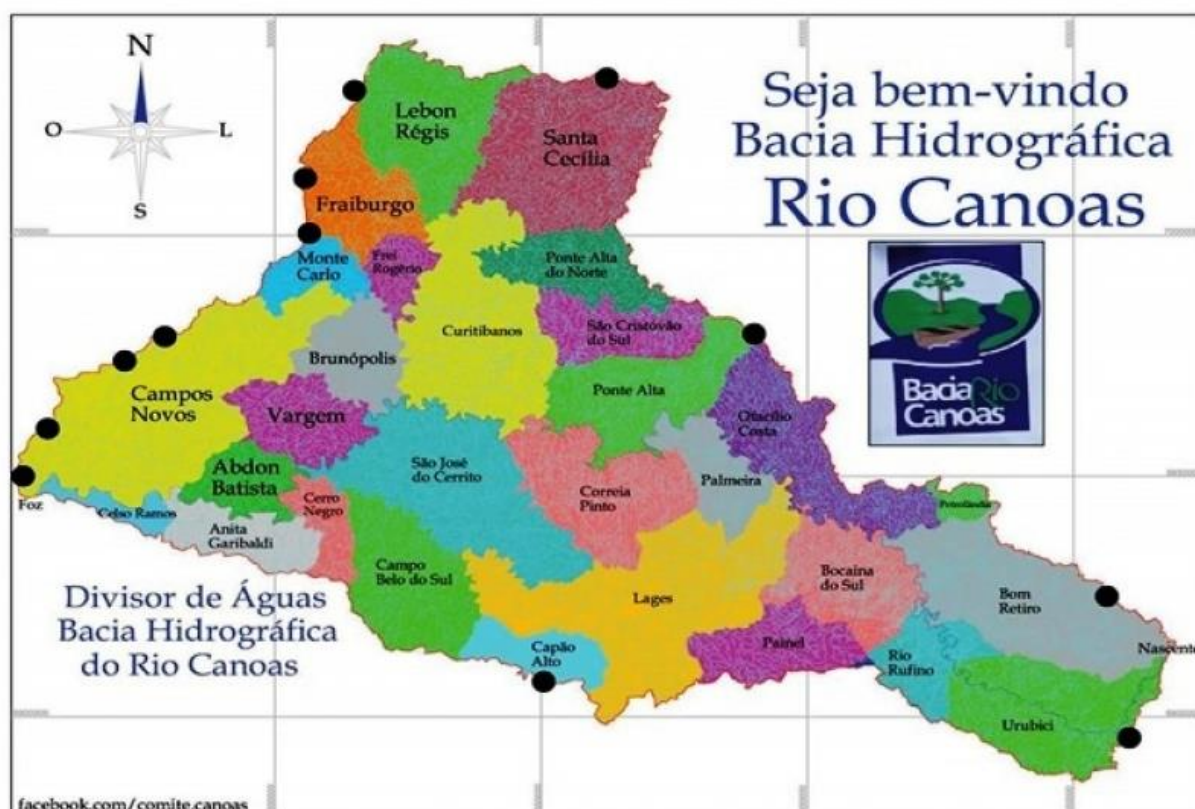 N
O
L
S
Seja bem-vindo
Bacia Hidrográfica
Rio Canoas
BaciaRio
Canoas
Lebon
Régis
Santa
Cecília
Fraiburgo
Monte
Carlo
Frei
Rogério
Ponte Alta
do Norte
Curitibanos
São Cristóvão
do Sul
Brunópolis
Campos
Novos
Vargem
Ponte Alta
Otacílio
Costa
Abdon
Batista
São José
do Cerrito
Correia
Pinto
Palmeira
Foz
Celso Ramos
Cerro
Negro
Anita
Garibaldi
Petrolândia
Campo
Belo do Sul
Lages
Bocaina
do Sul
Bom
Retiro
Divisor de Águas
Bacia Hidrográfica
do Rio Canoas
Capão
Alto
Painel
Rio
Rufino
Nascente
Urubici
facebook.com/comite.canoas